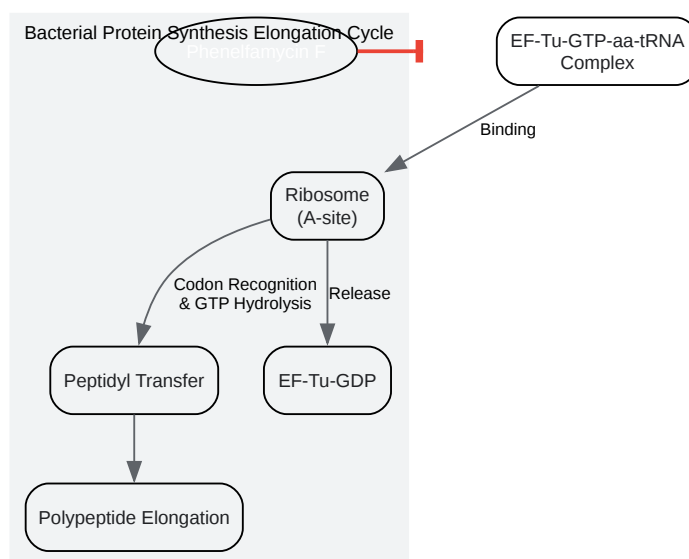 Bacterial Protein Synthesis Elongation Cycle
Phenelfamycin F
EF-Tu-GTP-aa-tRNA
Complex
Binding
Ribosome
(A-site)
Codon Recognition
& GTP Hydrolysis
Release
Peptidyl Transfer
EF-Tu-GDP
Polypeptide Elongation